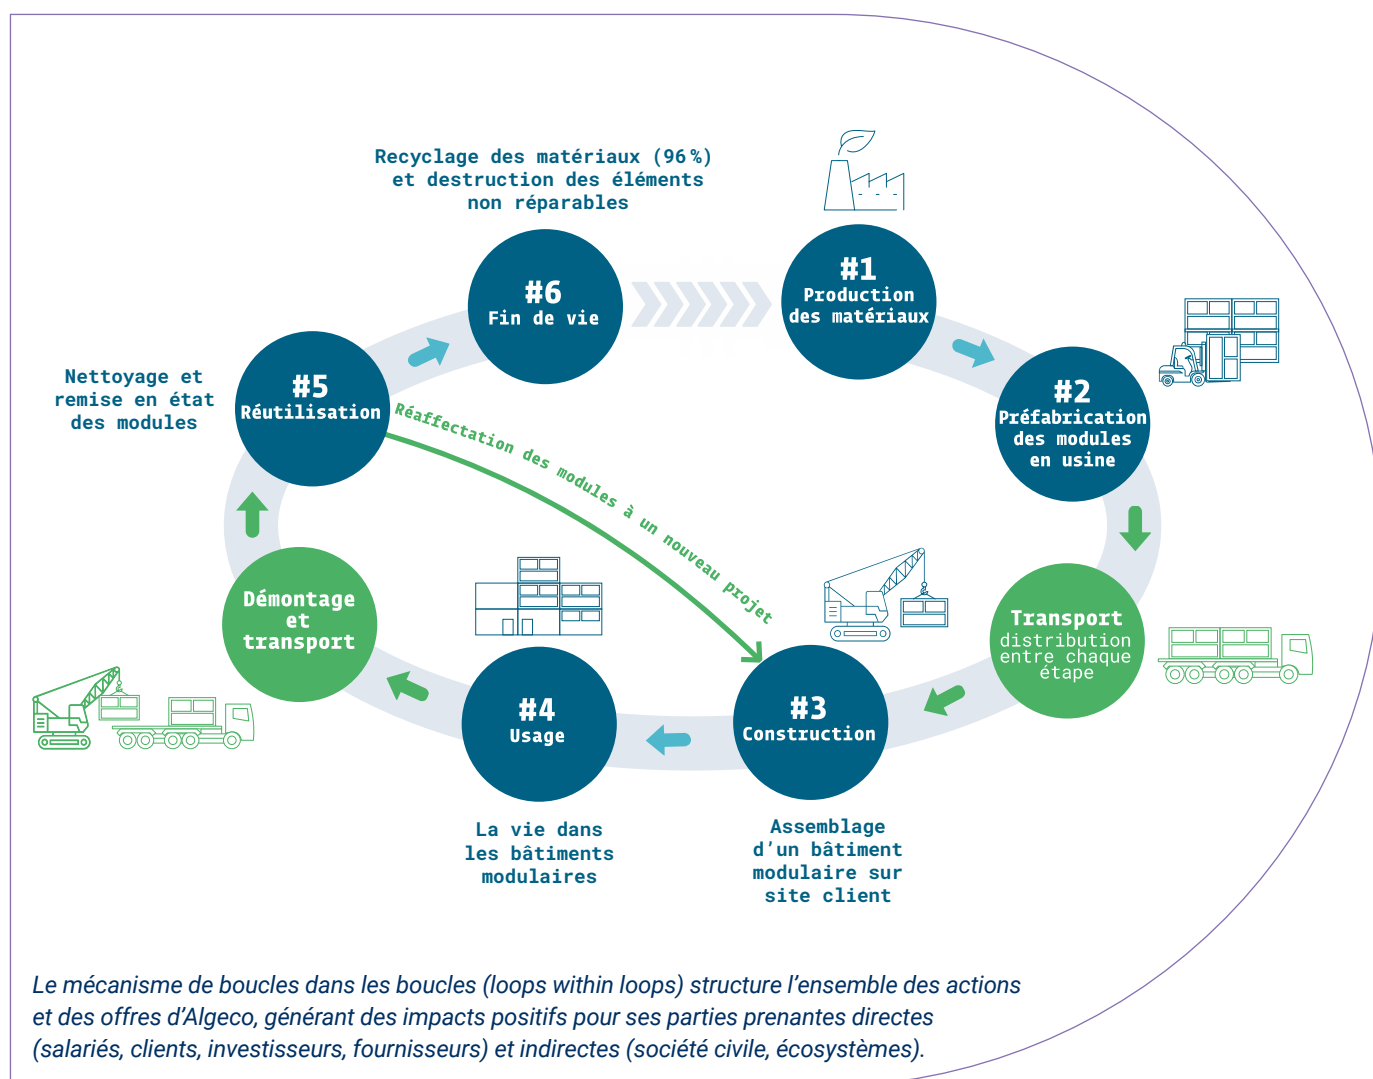 Recyclage des matériaux (96 %)
et destruction des éléments
non réparables
#1
Production
des matériaux
#6
Fin de vie
#2
Préfabrication
des modules
en usine
Nettoyage et
remise en état
des modules
#5
Réutilisation
Réaffectation des modules à un nouveau projet
Démontage
et
transport
Transport
distribution
entre chaque
étape
#4
Usage
#3
Construction
La vie dans
les bâtiments
modulaires
Assemblage
d’un bâtiment
modulaire sur
site client
Le mécanisme de boucles dans les boucles (loops within loops) structure l’ensemble des actions
et des offres d’Algeco, générant des impacts positifs pour ses parties prenantes directes
(salariés, clients, investisseurs, fournisseurs) et indirectes (société civile, écosystèmes).